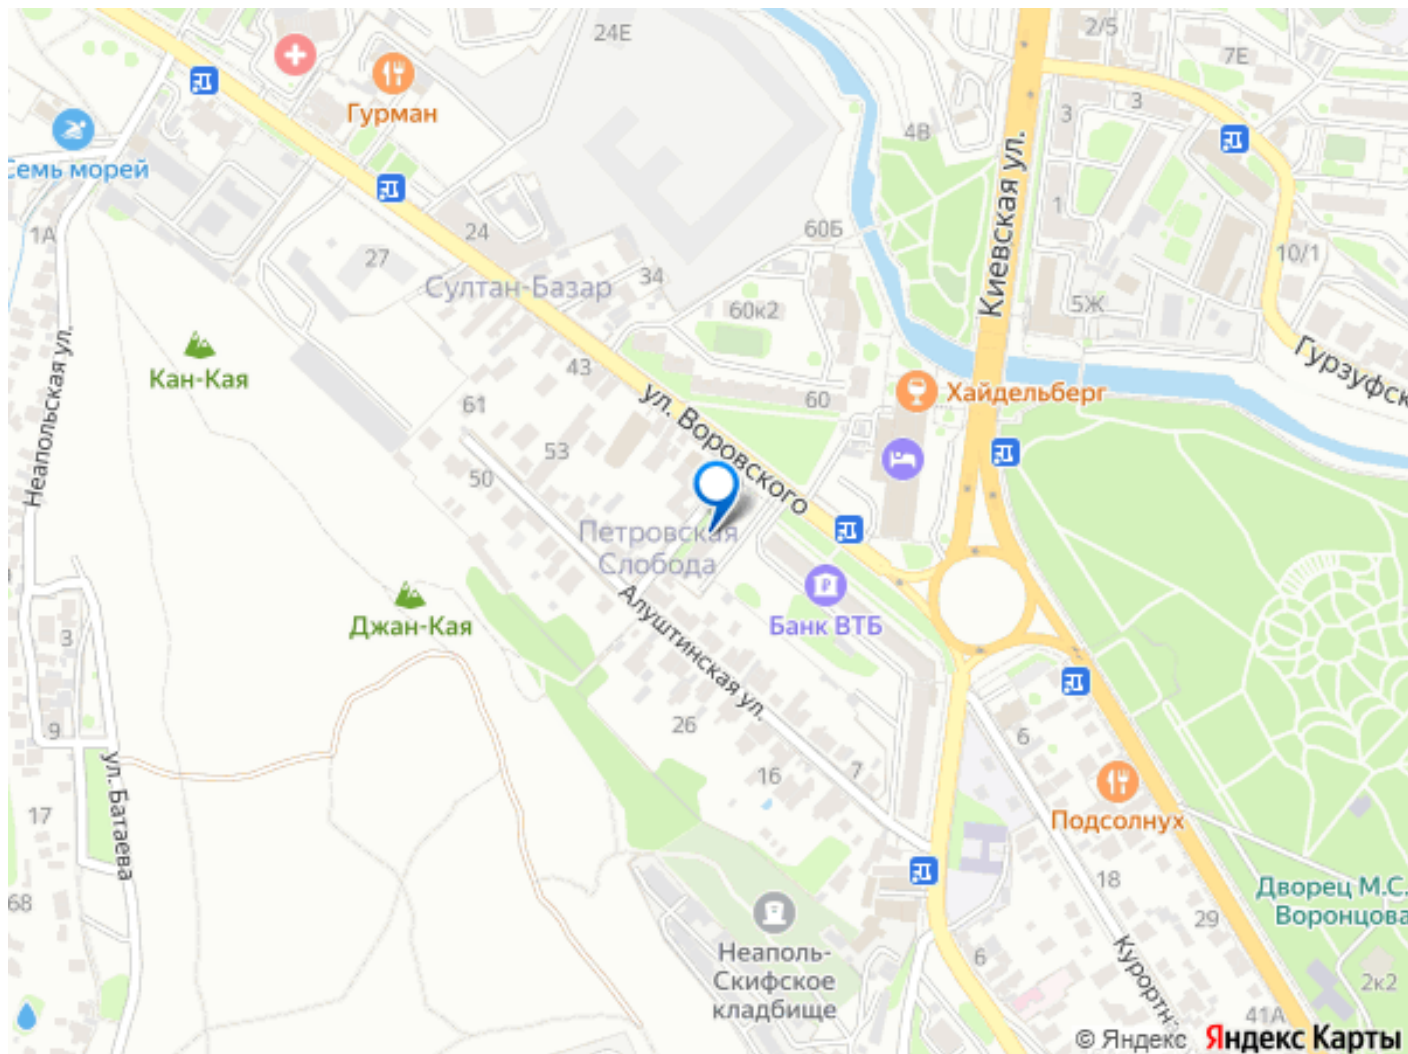 24Е
2/5
7Е
Гурман
3
3
4В
Семь морей
Киевская ул.
1
1А
24
60Б
10/1
27
34
Султан-Базар
60к2
5Ж
Кан-Кая
43
Гурзуфск
Хайдельберг
Неапольская ул.
61
60
ул. Воровского
53
50
Петровская
Слобода
Алуштинская ул.
Джан-Кая
Банк ВТБ
3
9
26
6
16
7
ул. Батаева
17
Подсолнух
18
68
Дворец М.С.
Воронцова
29
Неаполь-
Скифское
кладбище
6
Курортн
2к2
41А
© Яндекс Яндекс Карты